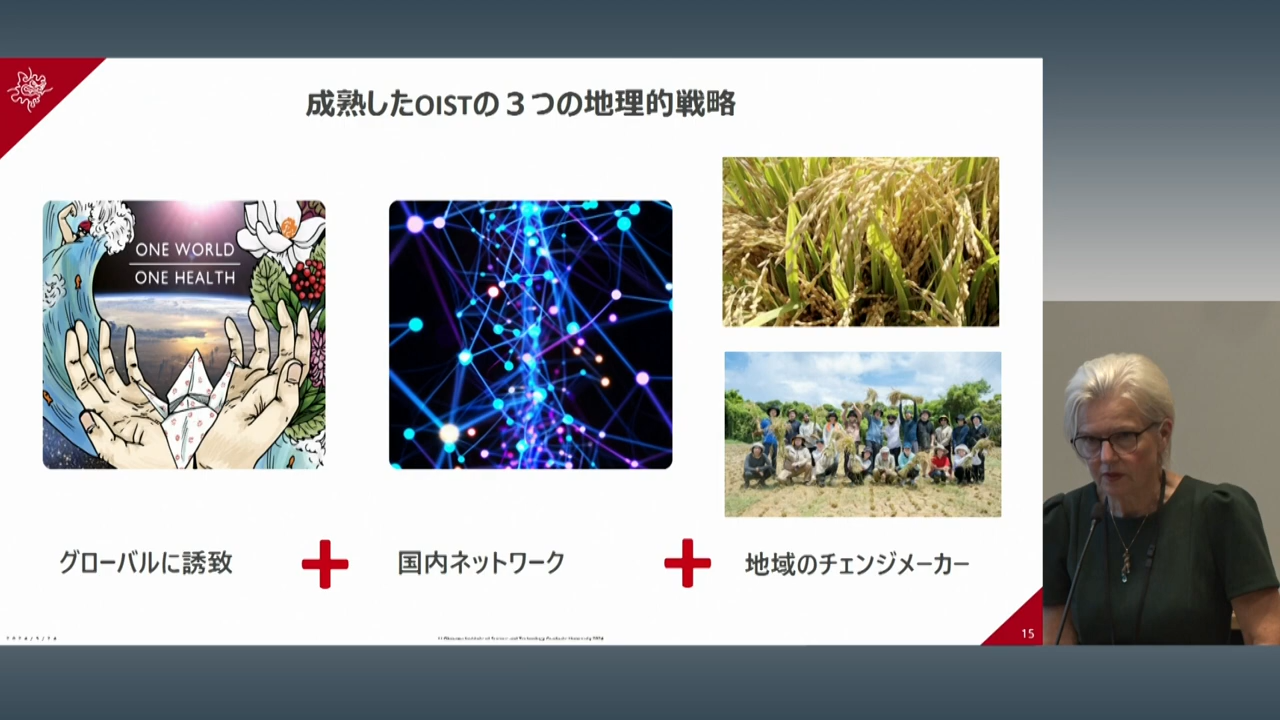 成熟したOISTの３つの地理的戦略
ONE WORLD
ONE HEALTH
グローバルに誘致
国内ネットワーク
地域のチェンジメーカー
15